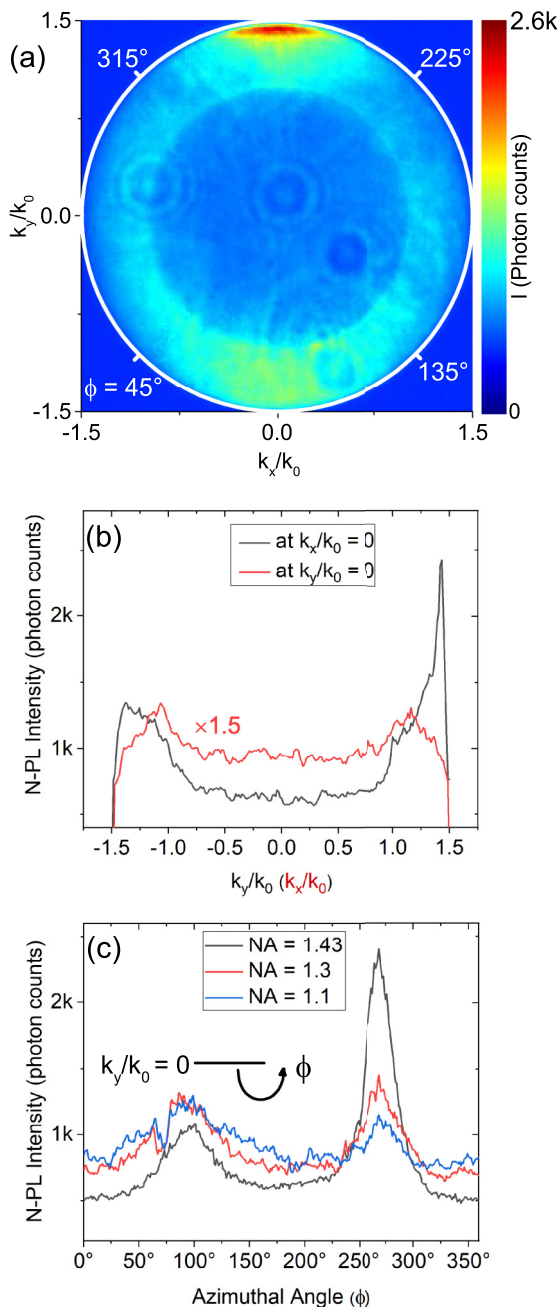 (a)
1.5
0.0
-1.5
k_y/k_0
315°
225°
ϕ = 45°
135°
-1.5
0.0
1.5
k_x/k_0
2.6k
0
I (Photon counts)
(b)
at k_x/k_0 = 0
at k_y/k_0 = 0
×1.5
2k
1k
N-PL Intensity (photon counts)
-1.5
-1.0
-0.5
0.0
0.5
1.0
1.5
k_y/k_0 (k_x/k_0)
(c)
NA = 1.43
NA = 1.3
NA = 1.1
k_y/k_0 = 0
ϕ
2k
1k
N-PL Intensity (photon counts)
0°
50°
100°
150°
200°
250°
300°
350°
Azimuthal Angle (ϕ)